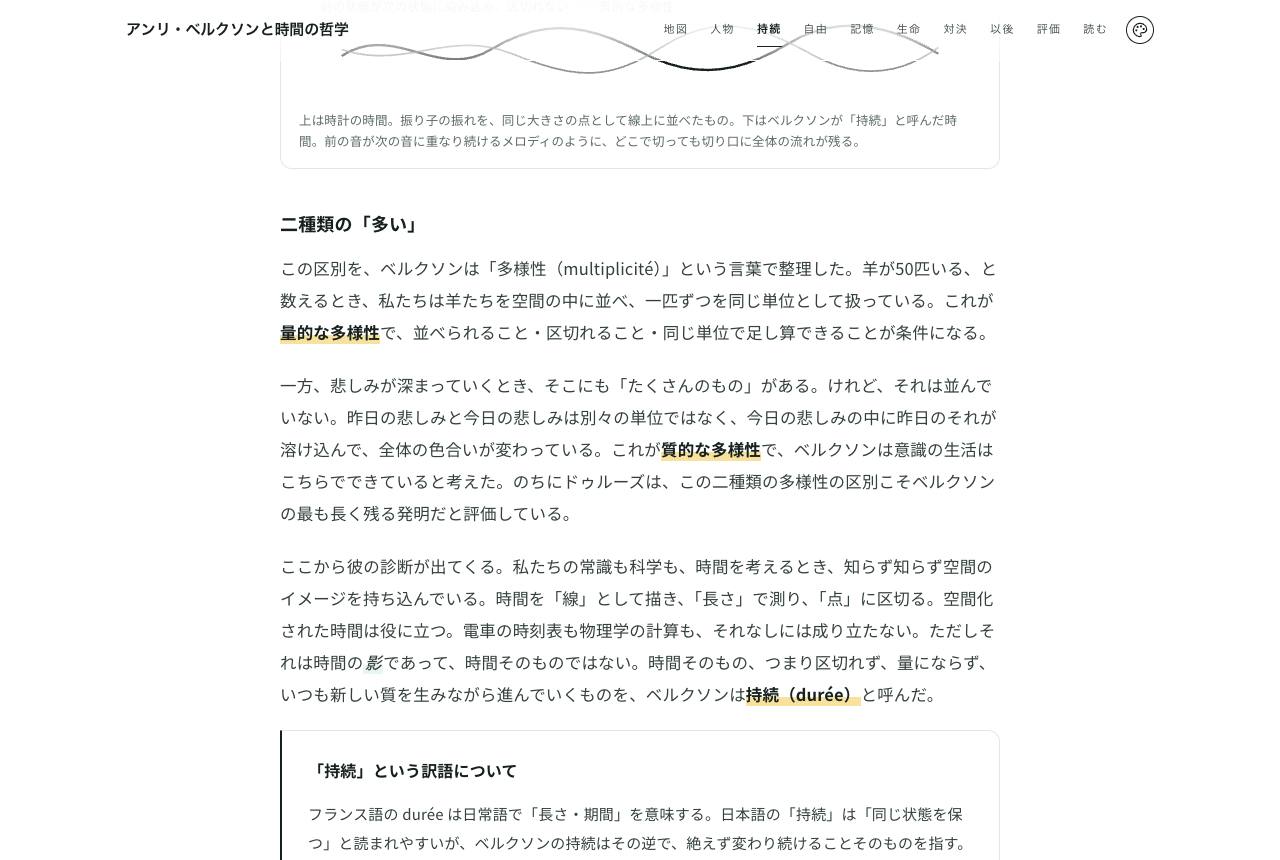 アンリ・ベルクソンと時間の哲学
地図 人物 持続 自由 記憶 生命 対決 以後 評価 読む
上は時計の時間。振り子の振れを、同じ大きさの点として線上に並べたもの。下はベルクソンが「持続」と呼んだ時
間。前の音が次の音に重なり続けるメロディのように、どこで切っても切り口に全体の流れが残る。
二種類の「多い」
この区別を、ベルクソンは「多様性（multiplicité）」という言葉で整理した。羊が50匹いる、と
数えるとき、私たちは羊たちを空間の中に並べ、一匹ずつを同じ単位として扱っている。これが
量的な多様性で、並べられること・区切れること・同じ単位で足し算できることが条件になる。
一方、悲しみが深まっていくとき、そこにも「たくさんのもの」がある。けれど、それは並んで
いない。昨日の悲しみと今日の悲しみは別々の単位ではなく、今日の悲しみの中に昨日のそれが
溶け込んで、全体の色合いが変わっている。これが質的な多様性で、ベルクソンは意識の生活は
こちらでできていると考えた。のちにドゥルーズは、この二種類の多様性の区別こそベルクソン
の最も長く残る発明だと評価している。
ここから彼の診断が出てくる。私たちの常識も科学も、時間を考えるとき、知らず知らず空間の
イメージを持ち込んでいる。時間を「線」として描き、「長さ」で測り、「点」に区切る。空間化
された時間は役に立つ。電車の時刻表も物理学の計算も、それなしには成り立たない。ただしそ
れは時間の影であって、時間そのものではない。時間そのもの、つまり区切れず、量にならず、
いつも新しい質を生みながら進んでいくものを、ベルクソンは持続（durée）と呼んだ。
「持続」という訳語について
フランス語の durée は日常語で「長さ・期間」を意味する。日本語の「持続」は「同じ状態を保
つ」と読まれやすいが、ベルクソンの持続はその逆で、絶えず変わり続けることそのものを指す。